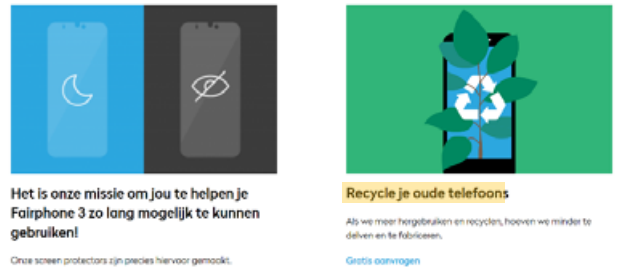 Het is onze missie om jou te helpen je
Fairphone 3 zo lang mogelijk te kunnen
gebruiken!
Onze screen protectors zijn precies hiervoor gemaakt.
Recycle je oude telefoons
Als we meer hergebruiken en recyclen, hoeven we minder te
delven en te fabriceren.
Gratis aanvragen